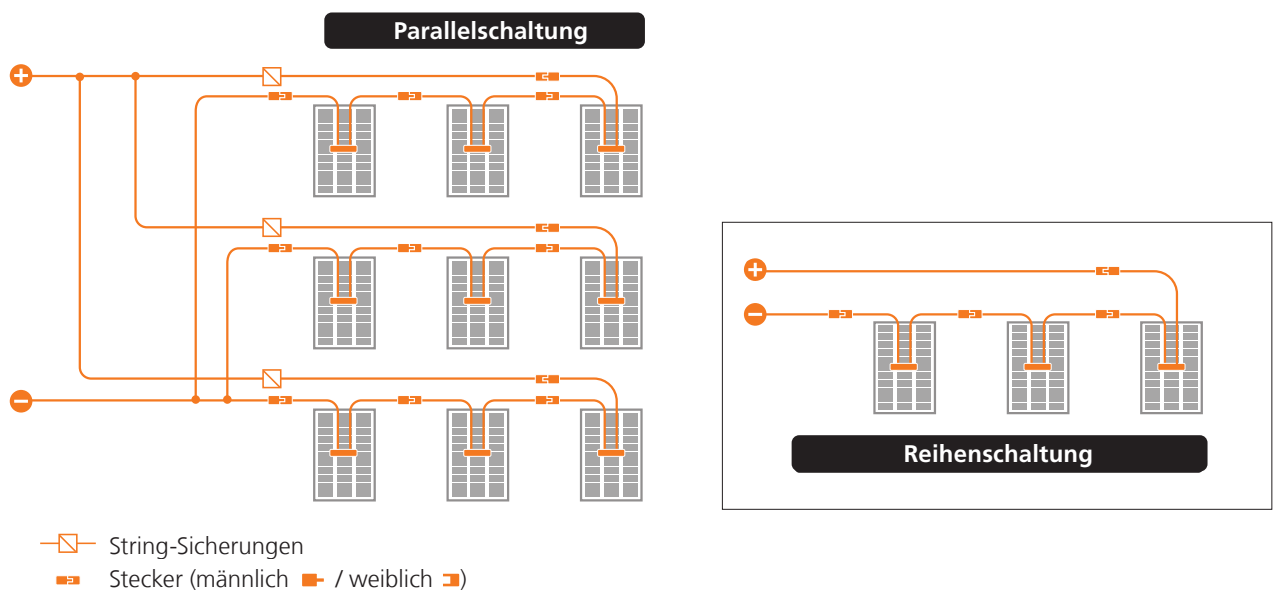 Parallelschaltung
Reihenschaltung
String-Sicherungen
Stecker (männlich / weiblich )